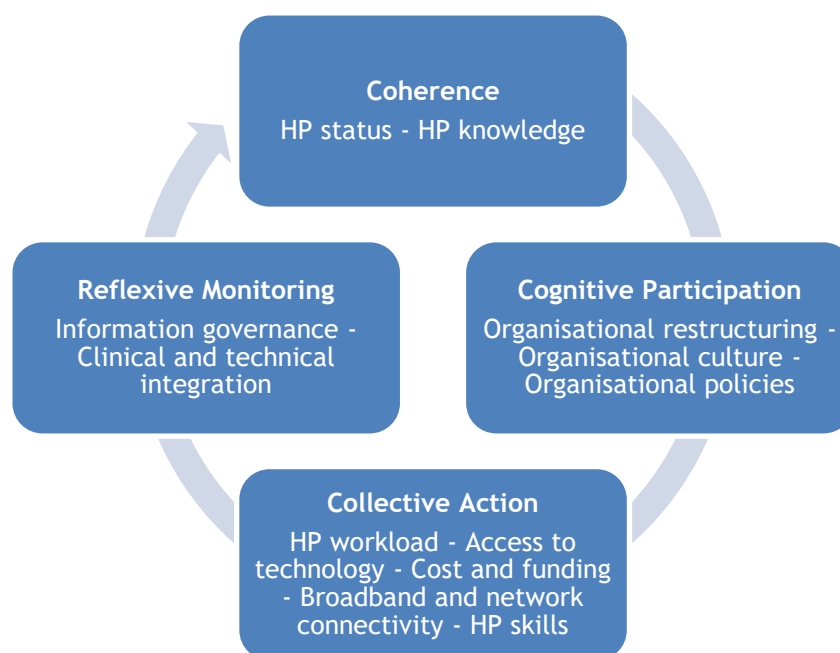 Coherence
HP status - HP knowledge
Cognitive Participation
Organisational restructuring -
Organisational culture -
Organisational policies
Collective Action
HP workload - Access to
technology - Cost and funding
- Broadband and network
connectivity - HP skills
Reflexive Monitoring
Information governance -
Clinical and technical
integration